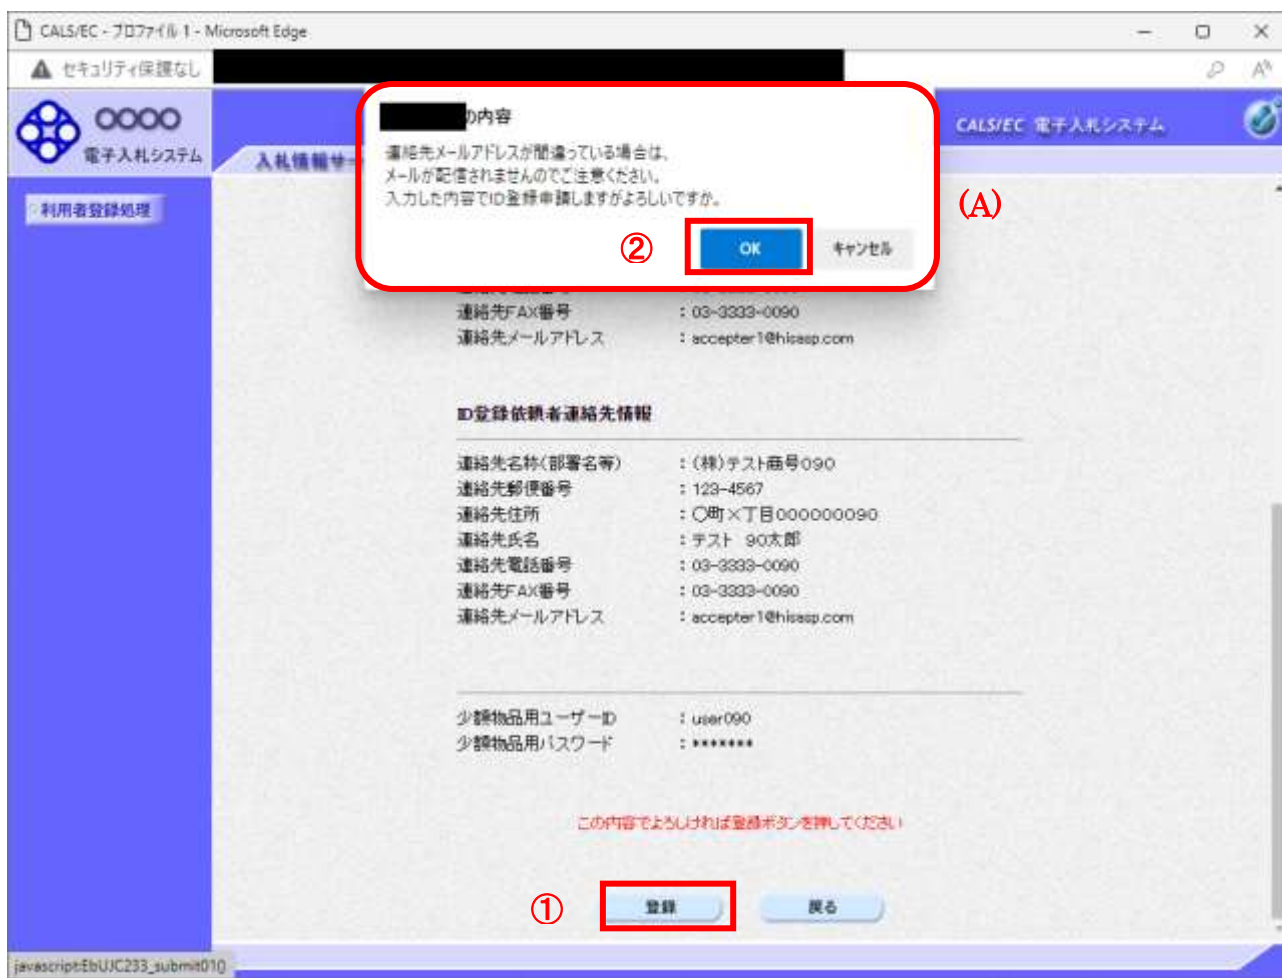 CALS/EC - プロファイル 1 - Microsoft Edge
セキュリティ保護なし
A
OOOO
電子入札システム
CALS/EC 電子入札システム
入札情報サー
利用者登録処理
の内容
連絡先メールアドレスが間違っている場合は、
メールが配信されませんのでご注意ください。
入力した内容でID登録申請しますがよろしいですか。
(A)
② OK キャンセル
連絡先FAX番号 : 03-3333-0090
連絡先メールアドレス : accepter1@hisasp.com
ID登録依頼者連絡先情報
連絡先名称(部署名等) : (株)テスト商号090
連絡先郵便番号 : 123-4567
連絡先住所 : 〇町×丁目000000090
連絡先氏名 : テスト 90太郎
連絡先電話番号 : 03-3333-0090
連絡先FAX番号 : 03-3333-0090
連絡先メールアドレス : accepter1@hisasp.com
少額物品用ユーザーID : user090
少額物品用パスワード : *******
この内容でよろしければ登録ボタンを押してください
① 登録 戻る
javascript:EbUJC233_submit01()